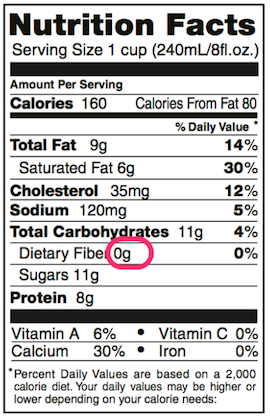 Nutrition Facts
Serving Size 1 cup (240mL/8fl.oz.)
Amount Per Serving
Calories 160 Calories From Fat 80
% Daily Value *
Total Fat 9g 14%
Saturated Fat 6g 30%
Cholesterol 35mg 12%
Sodium 120mg 5%
Total Carbohydrates 11g 4%
Dietary Fiber 0g 0%
Sugars 11g
Protein 8g
Vitamin A 6% • Vitamin C 0%
Calcium 30% • Iron 0%
*Percent Daily Values are based on a 2,000
calorie diet. Your daily values may be higher or
lower depending on your calorie needs: